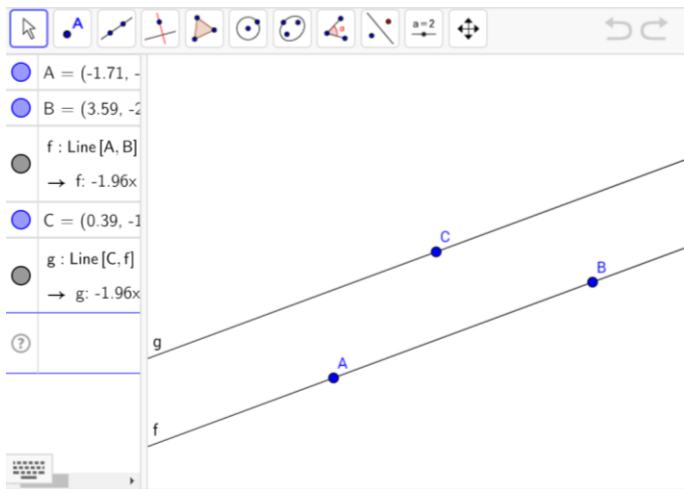 A
α
a=2
A = (-1.71, -
B = (3.59, -2
f : Line[A, B]
→ f: -1.96x
C = (0.39, -1
g : Line[C, f]
→ g: -1.96x
?
C
B
g
A
f